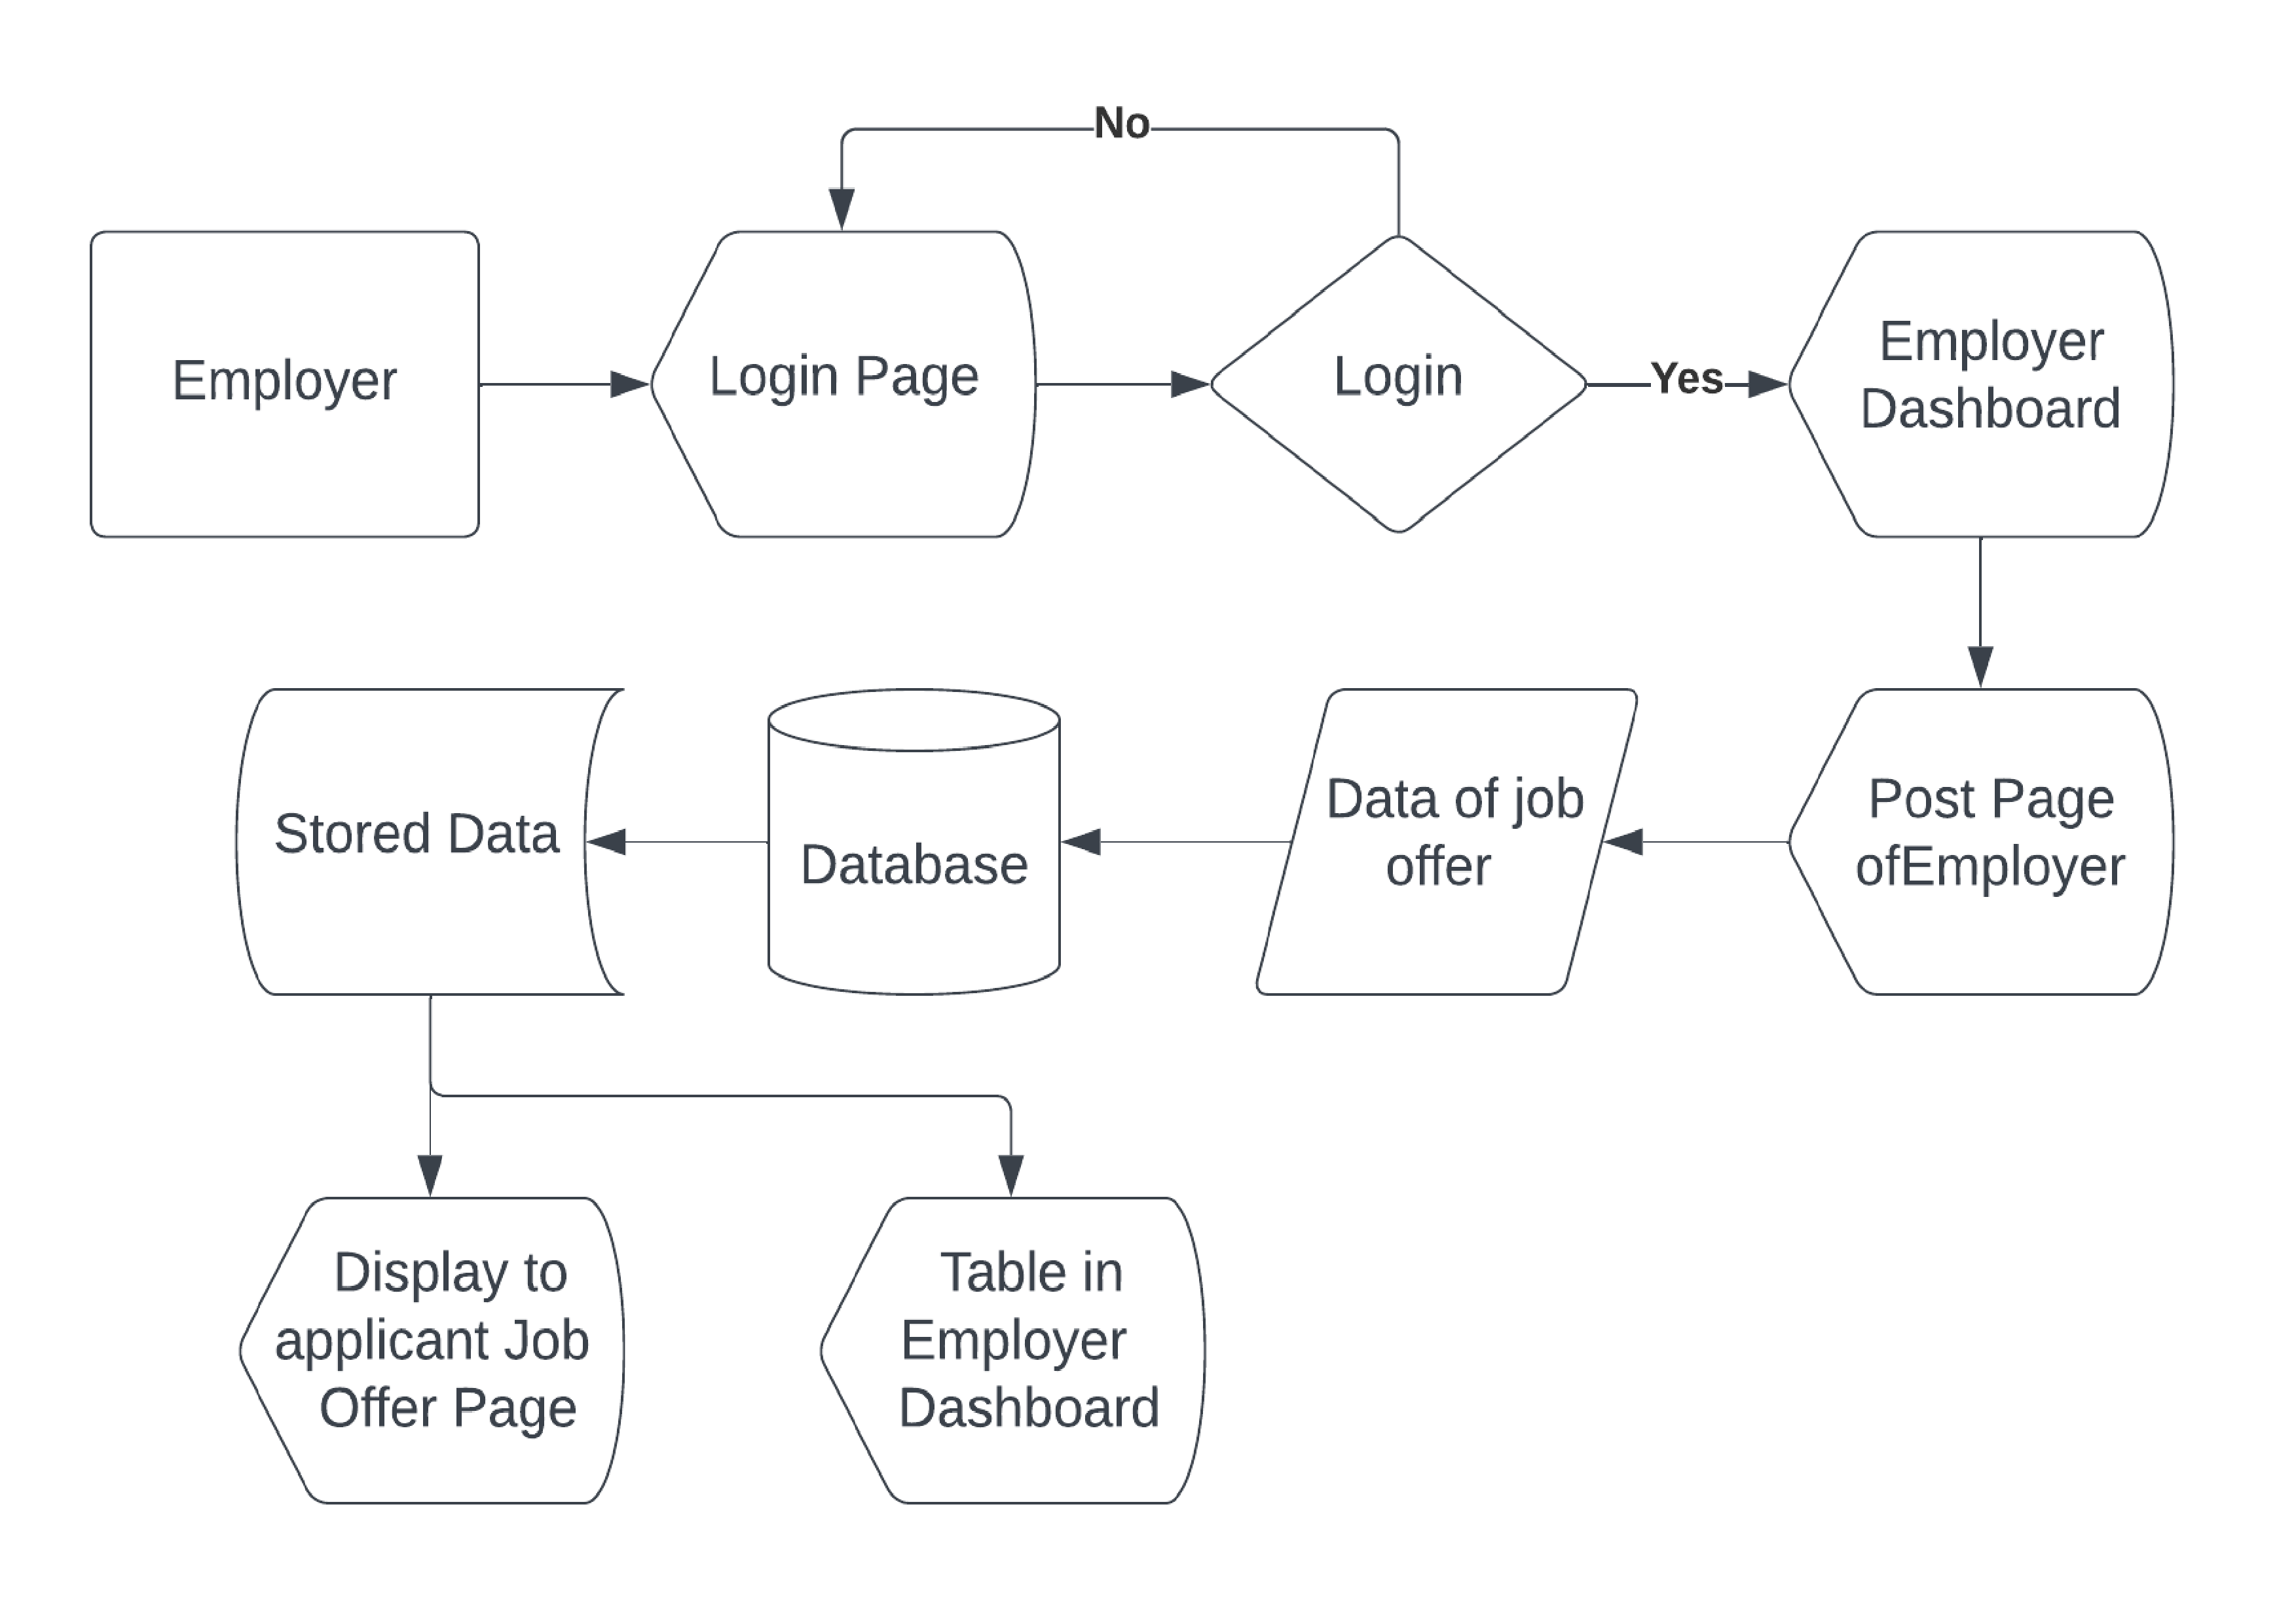 No
Employer
Login Page
Login
Yes
Employer
Dashboard
Stored Data
Database
Data of job
offer
Post Page
ofEmployer
Display to
applicant Job
Offer Page
Table in
Employer
Dashboard